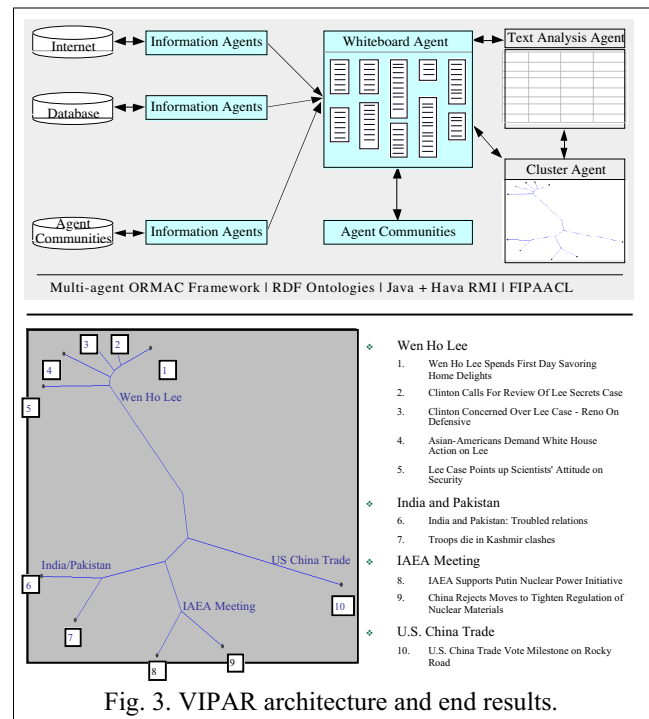 Internet
Information Agents
Whiteboard Agent
Text Analysis Agent
Database
Information Agents
Cluster Agent
Agent
Communities
Information Agents
Agent Communities
Multi-agent ORMAC Framework | RDF Ontologies | Java + Hava RMI | FIPAACL
3
2
4
1
5
Wen Ho Lee
India/Pakistan
US China Trade
6
IAEA Meeting
10
7
8
9
Wen Ho Lee
1. Wen Ho Lee Spends First Day Savoring
Home Delights
2. Clinton Calls For Review Of Lee Secrets Case
3. Clinton Concerned Over Lee Case - Reno On
Defensive
4. Asian-Americans Demand White House
Action on Lee
5. Lee Case Points up Scientists' Attitude on
Security
India and Pakistan
6. India and Pakistan: Troubled relations
7. Troops die in Kashmir clashes
IAEA Meeting
8. IAEA Supports Putin Nuclear Power Initiative
9. China Rejects Moves to Tighten Regulation of
Nuclear Materials
U.S. China Trade
10. U.S. China Trade Vote Milestone on Rocky
Road
Fig. 3. VIPAR architecture and end results.